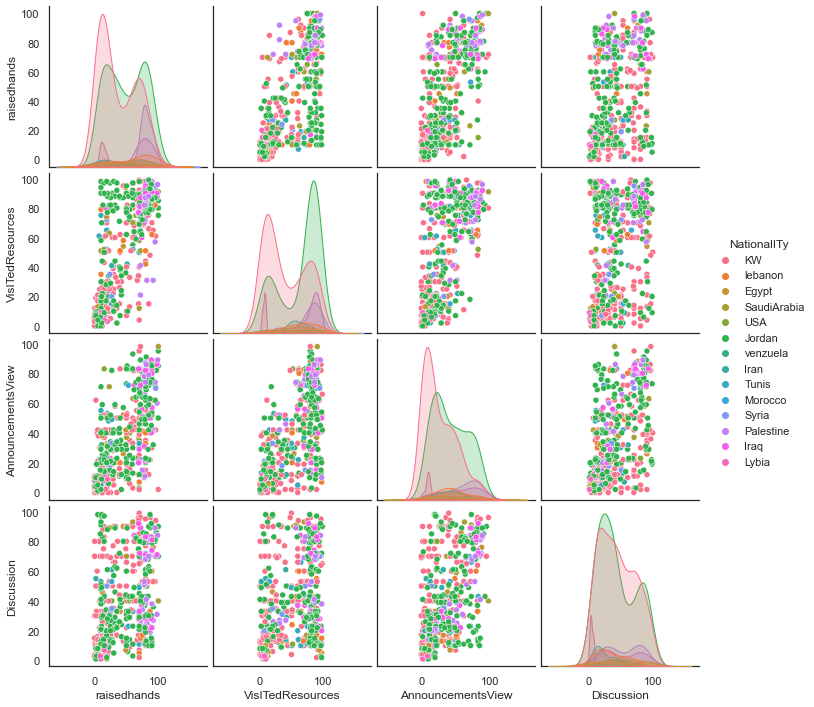 100
80
60
40
20
0
raisedhands
100
80
60
40
20
0
VisITedResources
100
80
60
40
20
0
AnnouncementsView
100
80
60
40
20
0
Discussion
0 100
raisedhands
0 100
VisITedResources
0 100
AnnouncementsView
0 100
Discussion
NationalITy
KW
lebanon
Egypt
SaudiArabia
USA
Jordan
venzuela
Iran
Tunis
Morocco
Syria
Palestine
Iraq
Lybia